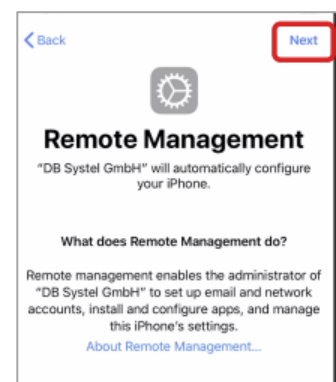 Back
Next
Remote Management
"DB Systel GmbH" will automatically configure
your iPhone.
What does Remote Management do?
Remote management enables the administrator of
"DB Systel GmbH" to set up email and network
accounts, install and configure apps, and manage
this iPhone's settings.
About Remote Management...